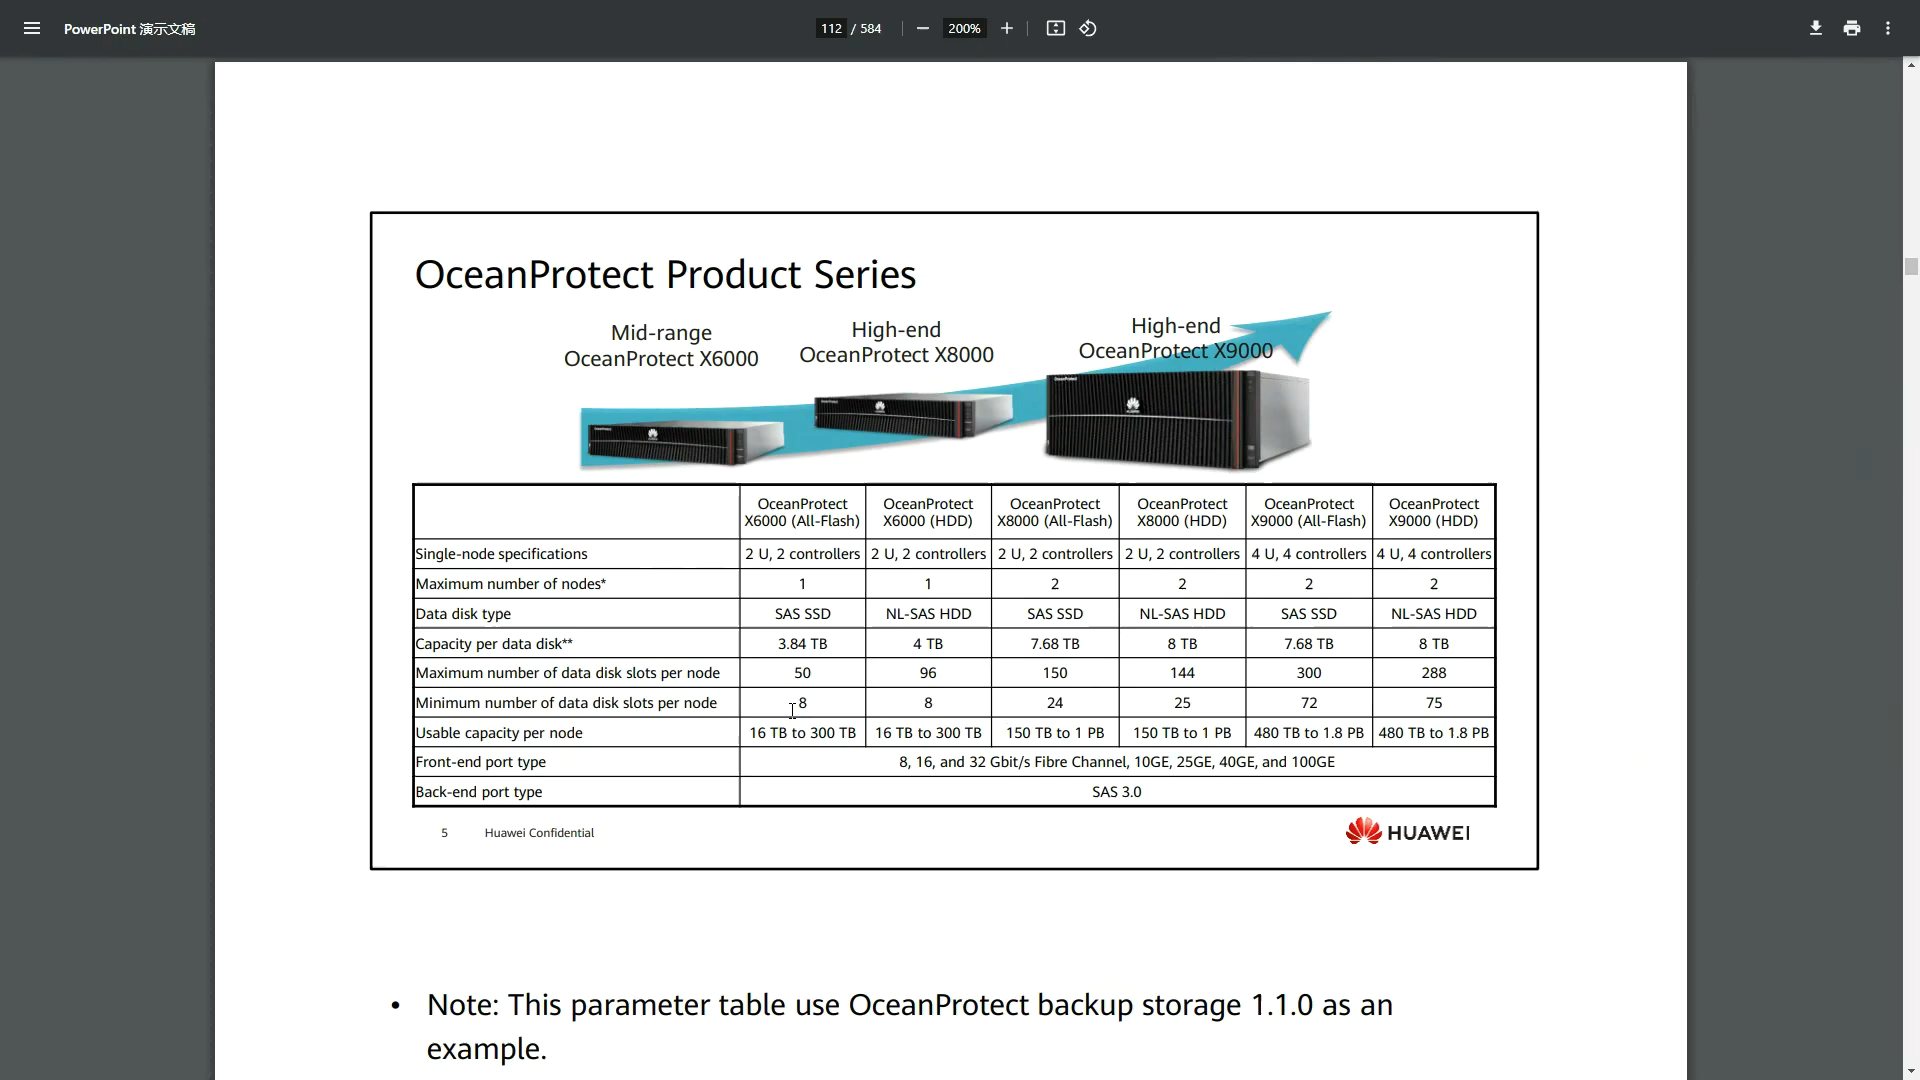 PowerPoint 演示文稿
112 / 584
200%
OceanProtect Product Series
Mid-range
OceanProtect X6000
High-end
OceanProtect X8000
High-end
OceanProtect X9000
OceanProtect X6000 (All-Flash) OceanProtect X6000 (HDD) OceanProtect X8000 (All-Flash) OceanProtect X8000 (HDD) OceanProtect X9000 (All-Flash) OceanProtect X9000 (HDD)
Single-node specifications 2 U, 2 controllers 2 U, 2 controllers 2 U, 2 controllers 2 U, 2 controllers 4 U, 4 controllers 4 U, 4 controllers
Maximum number of nodes* 1 1 2 2 2 2
Data disk type SAS SSD NL-SAS HDD SAS SSD NL-SAS HDD SAS SSD NL-SAS HDD
Capacity per data disk** 3.84 TB 4 TB 7.68 TB 8 TB 7.68 TB 8 TB
Maximum number of data disk slots per node 50 96 150 144 300 288
Minimum number of data disk slots per node 8 8 24 25 72 75
Usable capacity per node 16 TB to 300 TB 16 TB to 300 TB 150 TB to 1 PB 150 TB to 1 PB 480 TB to 1.8 PB 480 TB to 1.8 PB
Front-end port type 8, 16, and 32 Gbit/s Fibre Channel, 10GE, 25GE, 40GE, and 100GE
Back-end port type SAS 3.0
5 Huawei Confidential
HUAWEI
• Note: This parameter table use OceanProtect backup storage 1.1.0 as an
example.